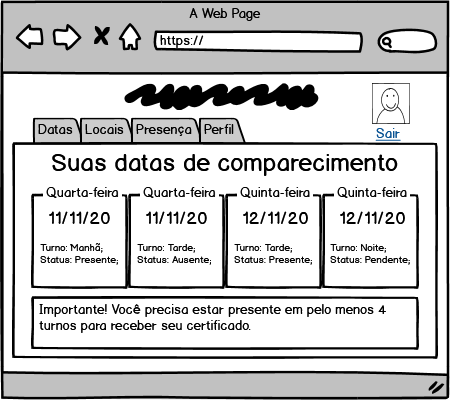 A Web Page
https://
Sair
Datas Locais Presença Perfil
Suas datas de comparecimento
Quarta-feira
11/11/20
Turno: Manhã;
Status: Presente;
Quarta-feira
11/11/20
Turno: Tarde;
Status: Ausente;
Quinta-feira
12/11/20
Turno: Tarde;
Status: Presente;
Quinta-feira
12/11/20
Turno: Noite;
Status: Pendente;
Importante! Você precisa estar presente em pelo menos 4
turnos para receber seu certificado.